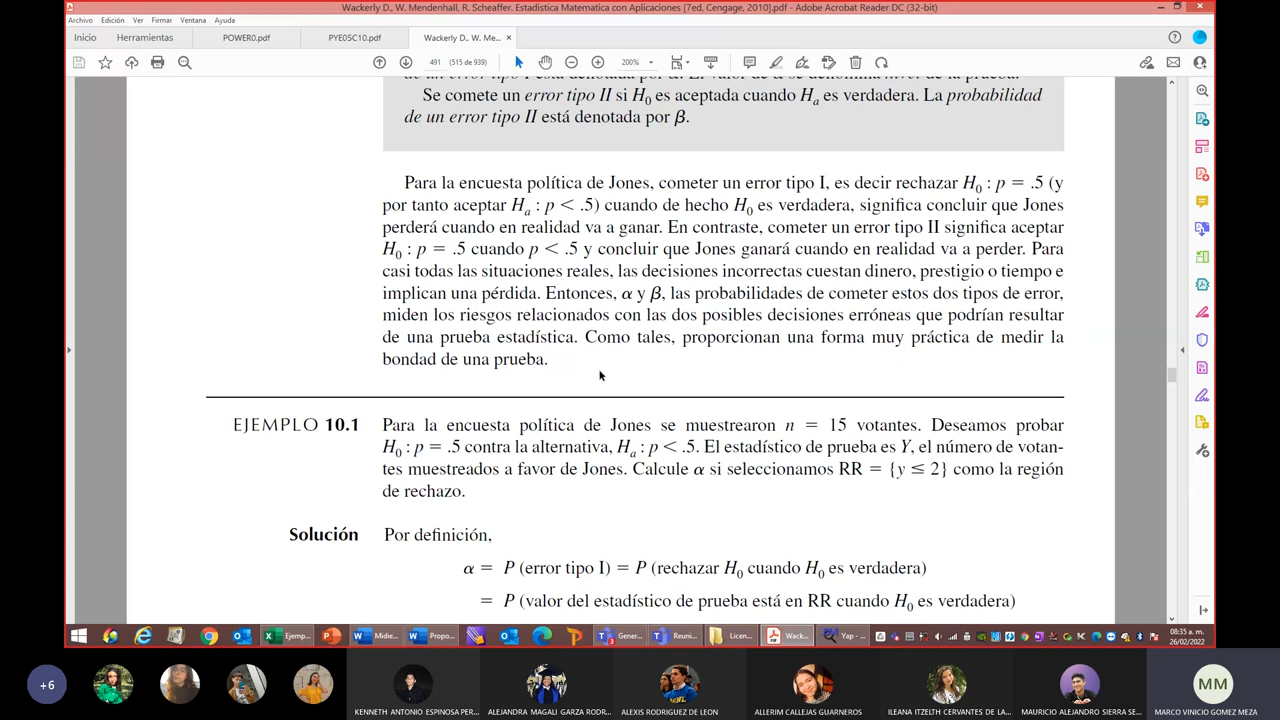 Wackerly D., W. Mendenhall, R. Scheaffer. Estadística Matematica con Aplicaciones [7ed, Cengage, 2010].pdf - Adobe Acrobat Reader DC (32-bit)
Archivo Edición Ver Firmar Ventana Ayuda
Inicio Herramientas POWER0.pdf PYE05C10.pdf Wackerly D., W. Me... ×
491 (515 de 939) 200%
Se comete un error tipo II si H0 es aceptada cuando Ha es verdadera. La probabilidad
de un error tipo II está denotada por β.
Para la encuesta política de Jones, cometer un error tipo I, es decir rechazar H0 : p = .5 (y
por tanto aceptar Ha : p < .5) cuando de hecho H0 es verdadera, significa concluir que Jones
perderá cuando en realidad va a ganar. En contraste, cometer un error tipo II significa aceptar
H0 : p = .5 cuando p < .5 y concluir que Jones ganará cuando en realidad va a perder. Para
casi todas las situaciones reales, las decisiones incorrectas cuestan dinero, prestigio o tiempo e
implican una pérdida. Entonces, α y β, las probabilidades de cometer estos dos tipos de error,
miden los riesgos relacionados con las dos posibles decisiones erróneas que podrían resultar
de una prueba estadística. Como tales, proporcionan una forma muy práctica de medir la
bondad de una prueba.
EJEMPLO 10.1 Para la encuesta política de Jones se muestrearon n = 15 votantes. Deseamos probar
H0 : p = .5 contra la alternativa, Ha : p < .5. El estadístico de prueba es Y, el número de votan-
tes muestreados a favor de Jones. Calcule α si seleccionamos RR = {y ≤ 2} como la región
de rechazo.
Solución Por definición,
α = P (error tipo I) = P (rechazar H0 cuando H0 es verdadera)
= P (valor del estadístico de prueba está en RR cuando H0 es verdadera)
Ejemp... Midie... Propo... Gener... Reuni... Licen... Wack... Yap - ... 08:35 a. m.
26/02/2022
+6 KENNETH ANTONIO ESPINOSA PER... ALEJANDRA MAGALI GARZA RODR... ALEXIS RODRIGUEZ DE LEON ALLERIM CALLEJAS GUARNEROS ILEANA ITZELTH CERVANTES DE LA... MAURICIO ALEJANDRO SIERRA SE... MM
MARCO VINICIO GOMEZ MEZA